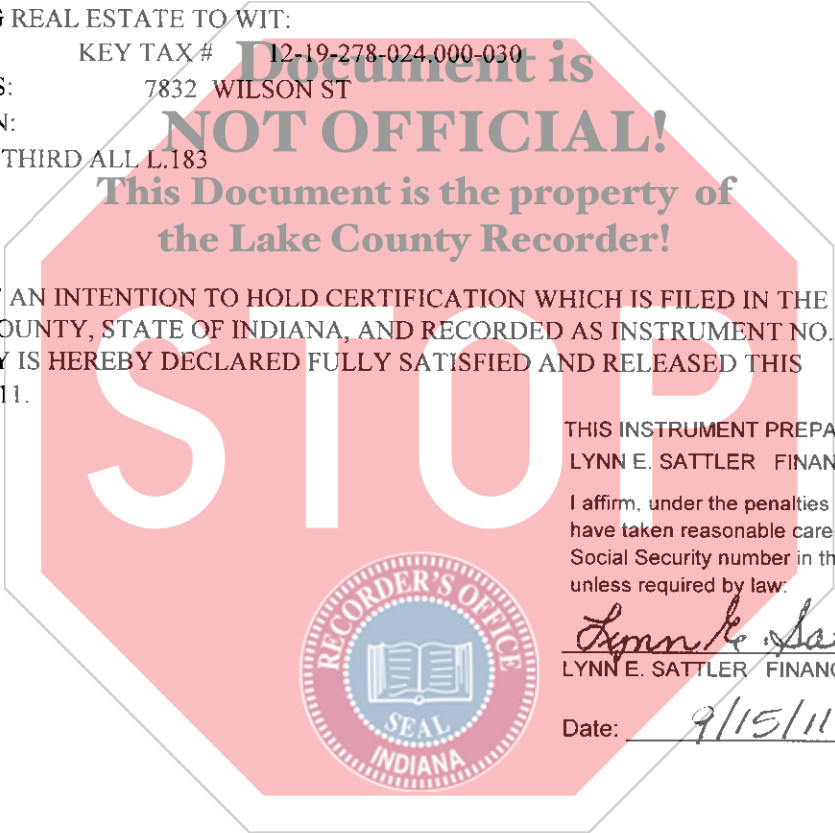 G REAL ESTATE TO WIT:
KEY TAX # 12-19-278-024.000-030
S: 7832 WILSON ST
N:
THIRD ALL L.183
Document is
NOT OFFICIAL!
This Document is the property of
the Lake County Recorder!
AN INTENTION TO HOLD CERTIFICATION WHICH IS FILED IN THE
OUNTY, STATE OF INDIANA, AND RECORDED AS INSTRUMENT NO.
Y IS HEREBY DECLARED FULLY SATISFIED AND RELEASED THIS
11.
STOP
THIS INSTRUMENT PREPA
LYNN E. SATTLER FINAN
I affirm, under the penalties
have taken reasonable care
Social Security number in th
unless required by law:
Lynn E. Sa
LYNN E. SATTLER FINANC
Date: 9/15/11
RECORDER'S OFFICE
SEAL
INDIANA